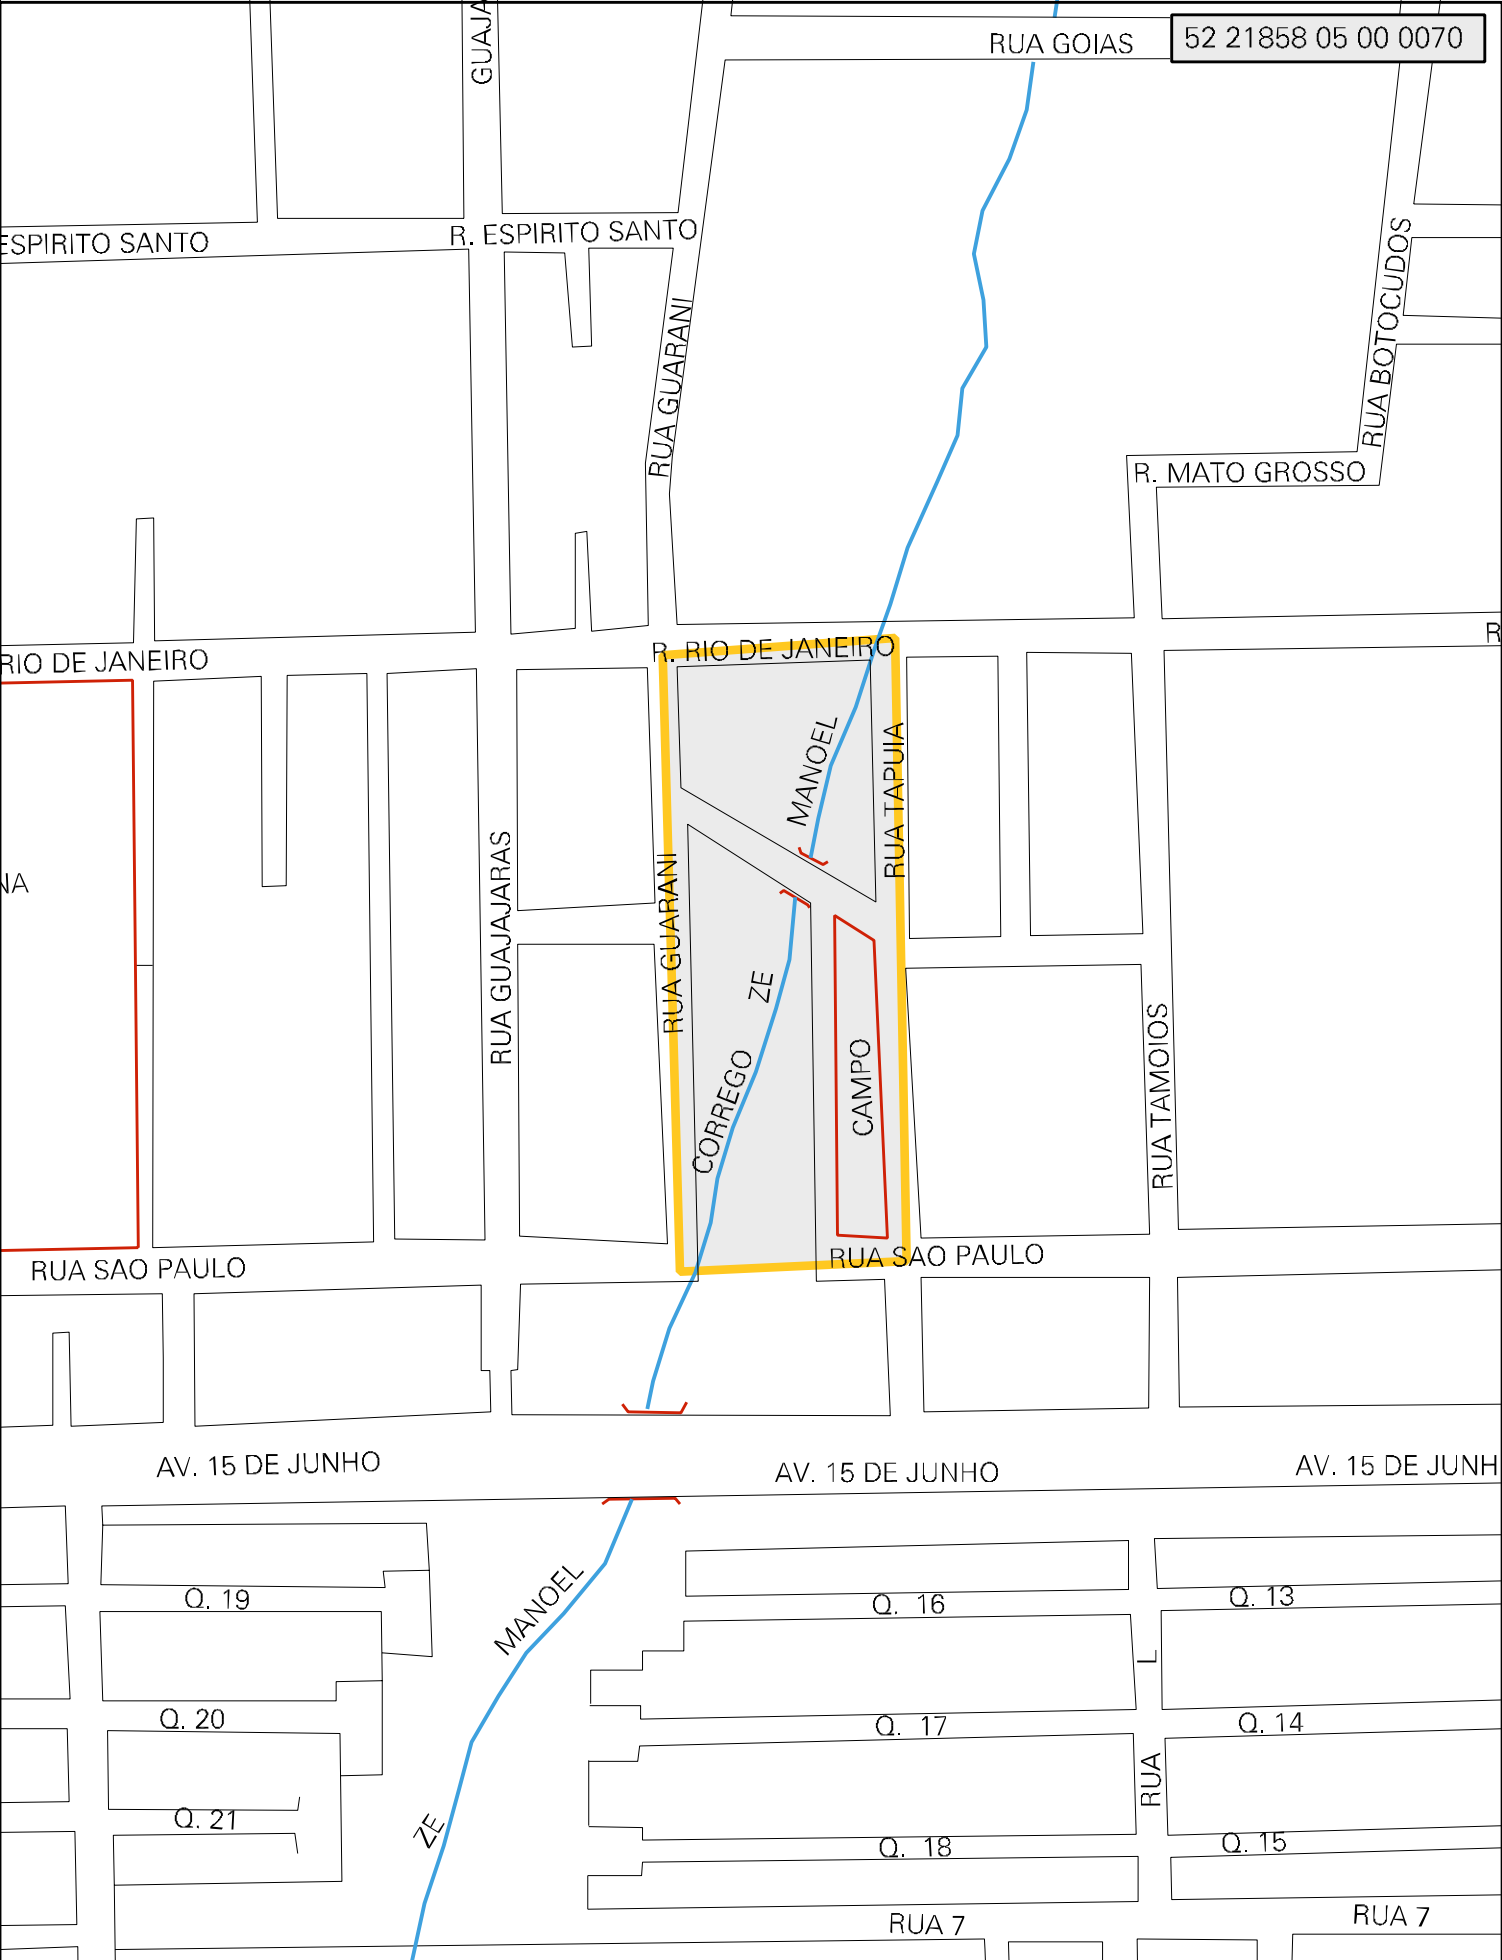 GUAJA
RUA GOIAS
52 21858 05 00 0070
ESPIRITO SANTO
R. ESPIRITO SANTO
RUA GUARANI
RUA BOTOCUDOS
R. MATO GROSSO
RIO DE JANEIRO
R. RIO DE JANEIRO
R
MANOEL
RUA TAPUIA
NA
RUA GUAJAJARAS
RUA GUARANI
ZE
CORREGO
CAMPO
RUA TAMOIOS
RUA SAO PAULO
RUA SAO PAULO
AV. 15 DE JUNHO
AV. 15 DE JUNHO
AV. 15 DE JUNH
MANOEL
Q. 19
Q. 16
Q. 13
L
Q. 20
Q. 17
Q. 14
RUA
Q. 21
ZE
Q. 18
Q. 15
RUA 7
RUA 7